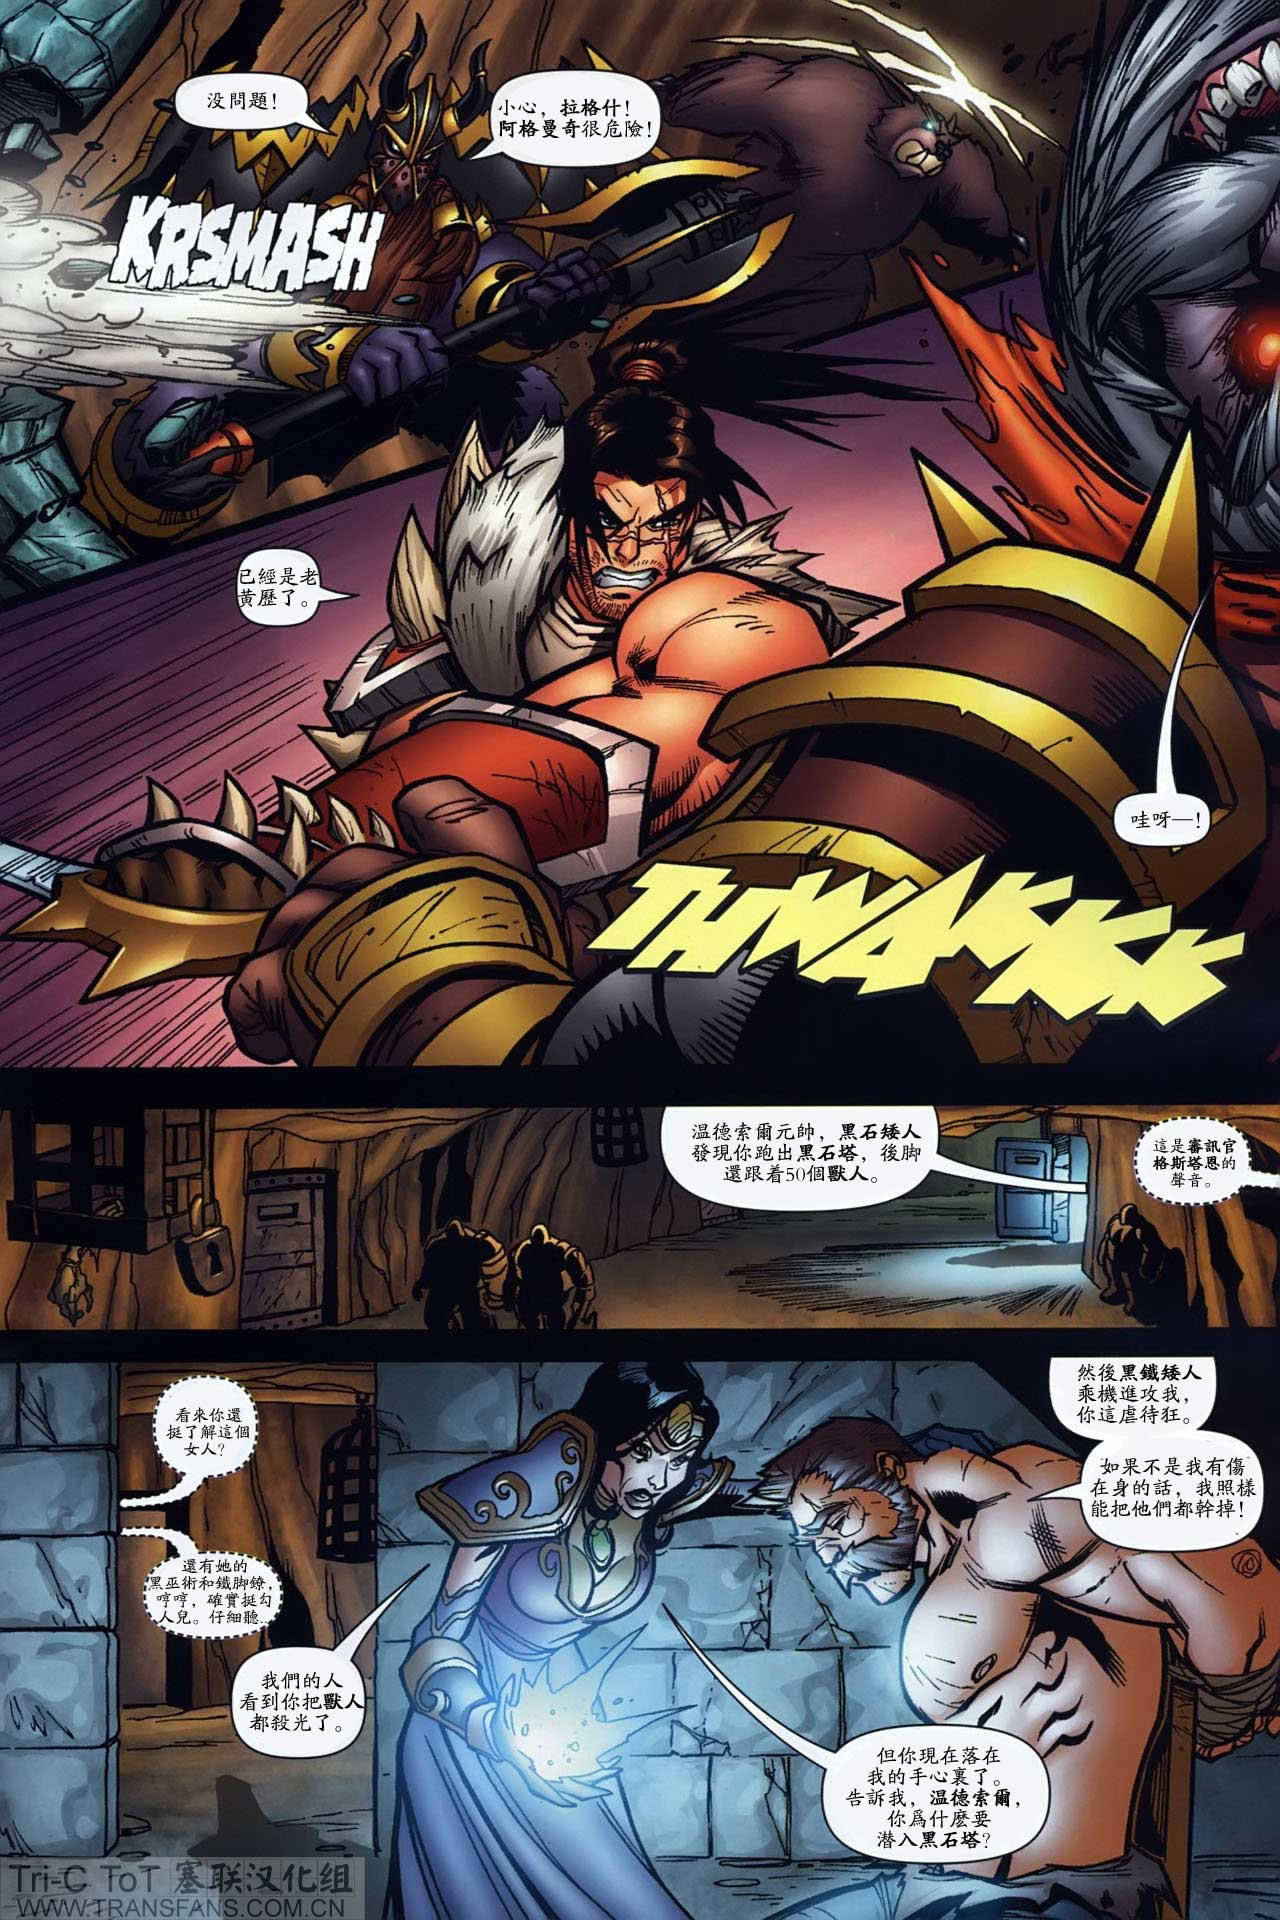 没問題！
小心，拉格什！
阿格曼奇很危險！
KRSMASH
已經是老
黃歷了。
哇呀—！
THWAKKKK
温德索爾元帥，黑石矮人
發現你跑出黑石塔，後脚
還跟着50個獸人。
這是審訊官
格斯塔恩的
聲音。
看來你還
挺了解這個
女人？
還有她的
黑巫術和鐵脚鐐，
哼哼，確實挺勾
人兒。仔細聽...
然後黑鐵矮人
乘機進攻我，
你這虐待狂。
如果不是我有傷
在身的話，我照樣
能把他們都幹掉！
我們的人
看到你把獸人
都殺光了。
但你現在落在
我的手心裏了。
告訴我，温德索爾，
你爲什麽要
潜入黑石塔？
Tri-C ToT 塞联汉化组
WWW.TRANSFANS.COM.CN